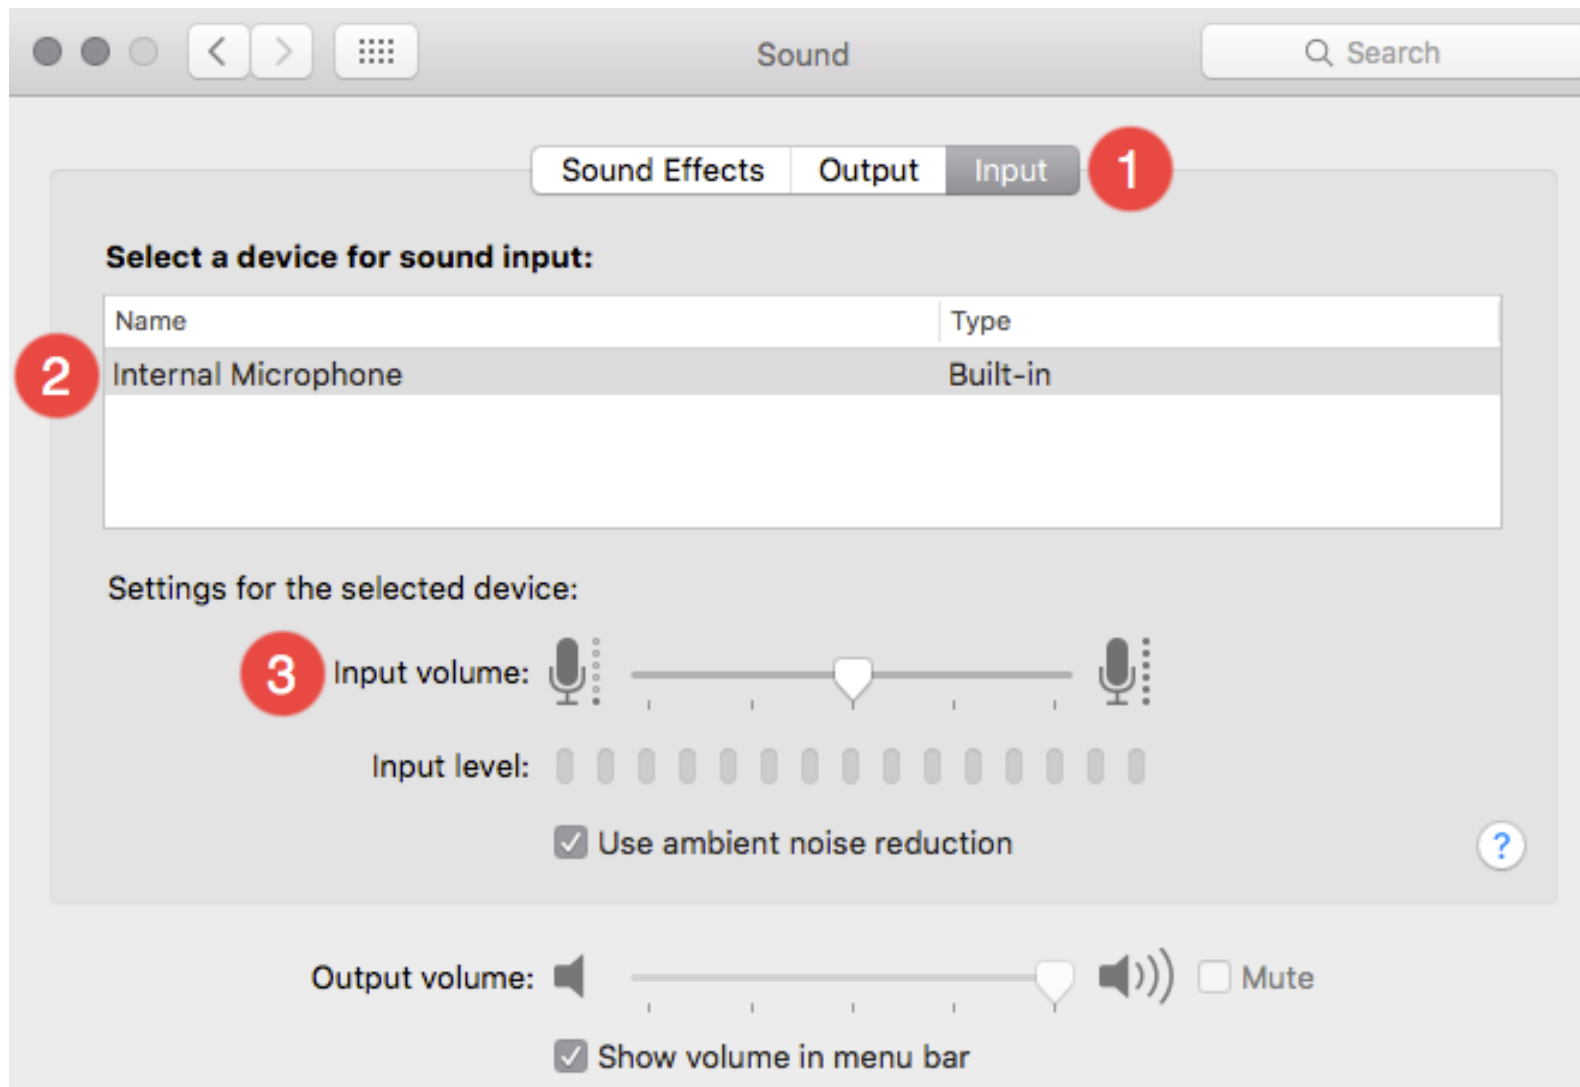 Sound
Search
Sound Effects Output Input 1
Select a device for sound input:
Name Type
2 Internal Microphone Built-in
Settings for the selected device:
3 Input volume:
Input level:
Use ambient noise reduction ?
Output volume: Mute
Show volume in menu bar